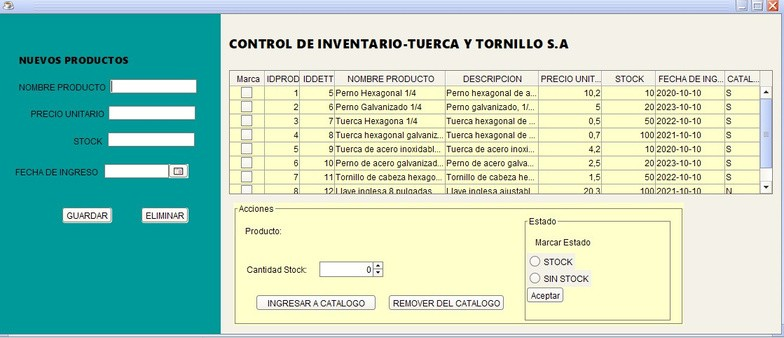 CONTROL DE INVENTARIO-TUERCA Y TORNILLO S.A
NUEVOS PRODUCTOS
NOMBRE PRODUCTO
PRECIO UNITARIO
STOCK
FECHA DE INGRESO
GUARDAR ELIMINAR
Marca IDPROD IDDETT NOMBRE PRODUCTO DESCRIPCION PRECIO UNIT... STOCK FECHA DE ING... CATAL...
1 5 Perno Hexagonal 1/4 Perno hexagonal de a... 10,2 10 2020-10-10 S
2 6 Perno Galvanizado 1/4 Perno galvanizado, 1/... 5 20 2023-10-10 S
3 7 Tuerca Hexagona 1/4 Tuerca hexagonal de ... 0,5 50 2022-10-10 S
4 8 Tuerca hexagonal galvaniz... Tuerca hexagonal de ... 0,7 100 2021-10-10 S
5 9 Tuerca de acero inoxidabl... Tuerca de acero inox... 4,2 10 2020-10-10 S
6 10 Perno de acero galvanizad... Perno de acero galva... 2,5 20 2023-10-10 S
7 11 Tornillo de cabeza hexago... Tornillo de cabeza he... 1,5 50 2022-10-10 S
8 12 Llave inglesa 8 pulgadas Llave inglesa ajustabl... 20,3 100 2021-10-10 N
Acciones
Producto:
Cantidad Stock: 0
INGRESAR A CATALOGO REMOVER DEL CATALOGO
Estado
Marcar Estado
STOCK
SIN STOCK
Aceptar